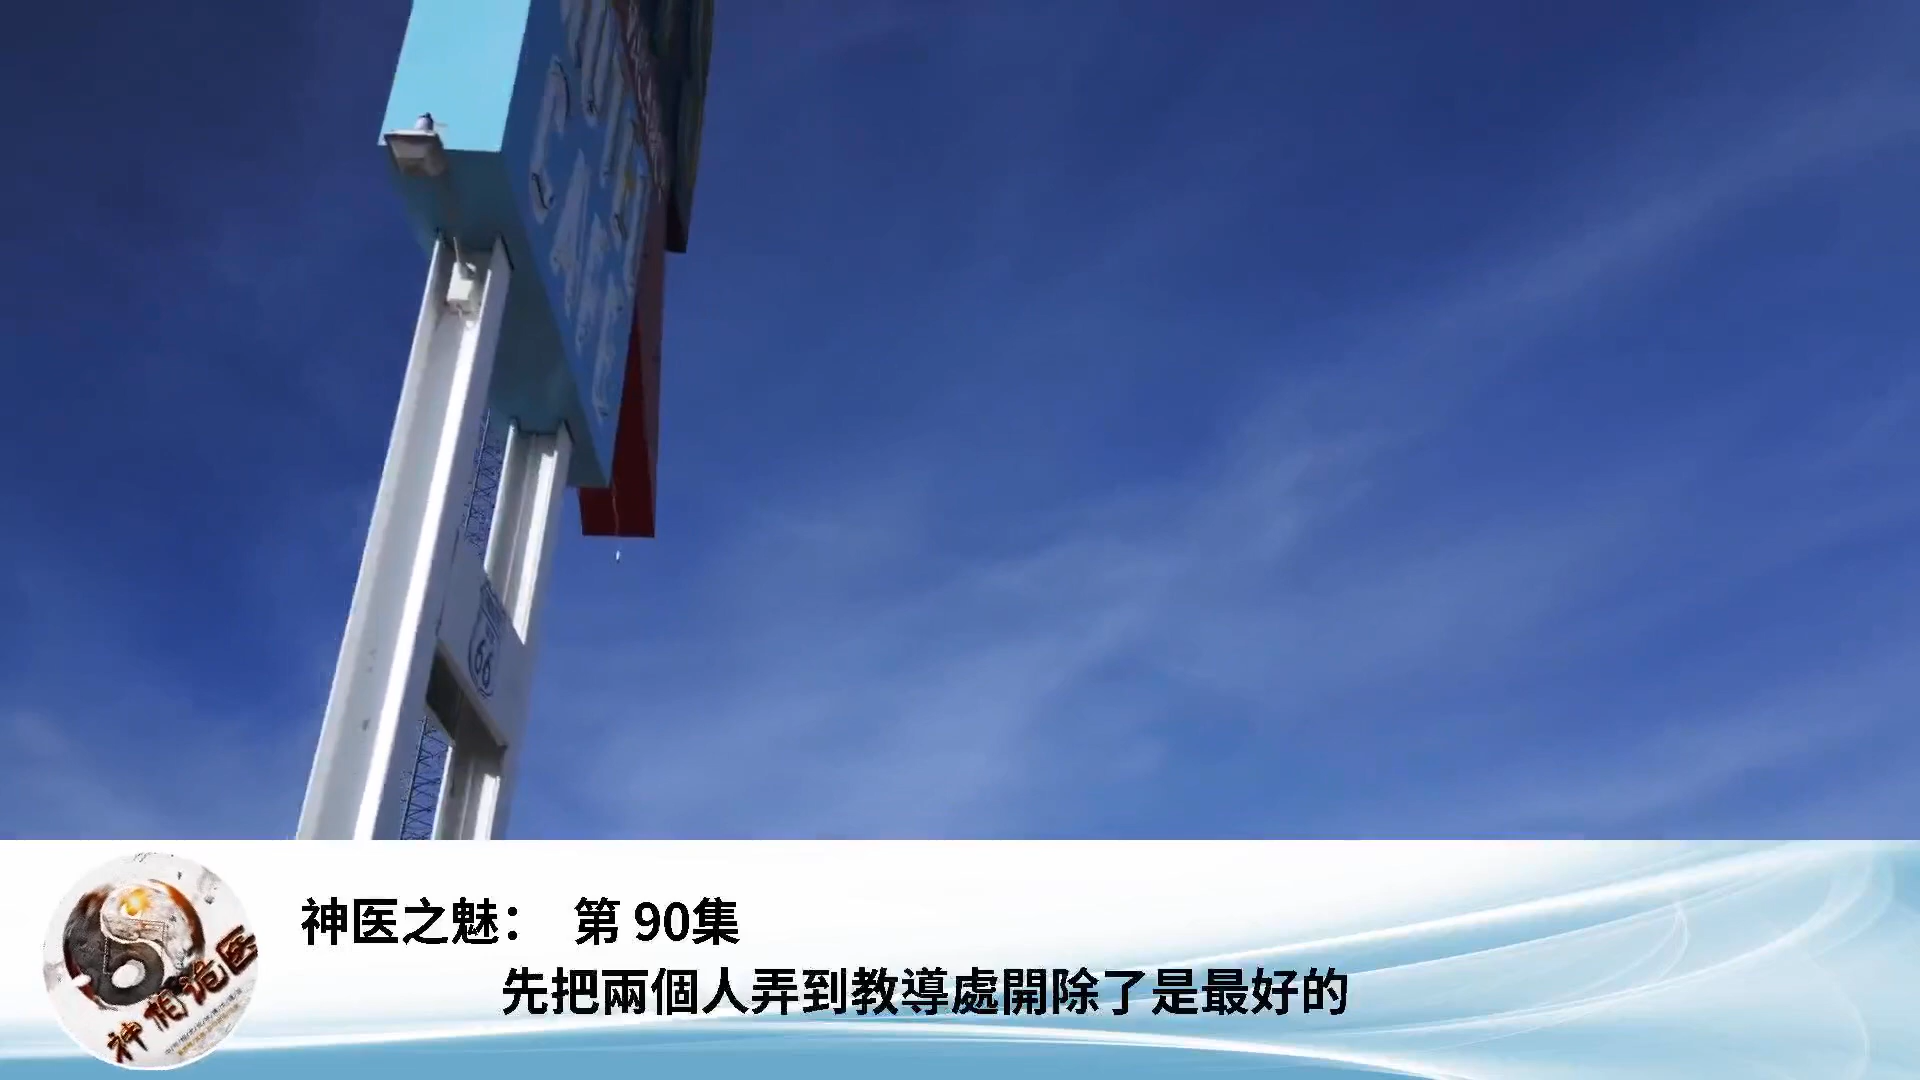 66
神医之魅： 第 90集
先把兩個人弄到教導處開除了是最好的
神相诡医